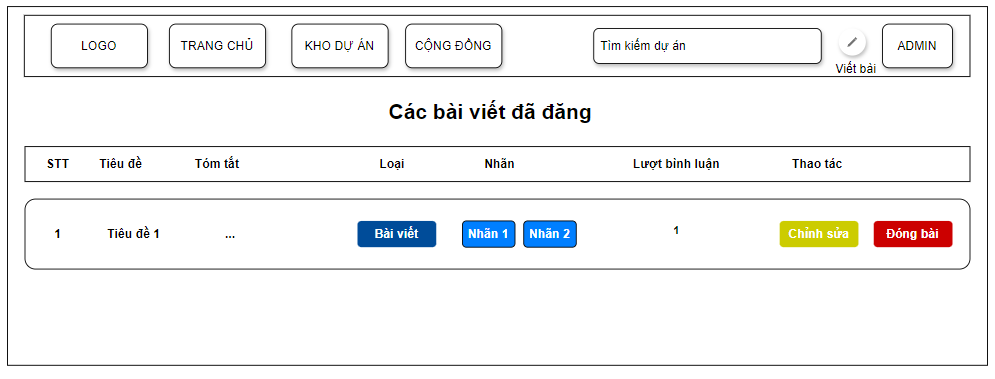 LOGO TRANG CHỦ KHO DỰ ÁN CỘNG ĐỒNG Tìm kiếm dự án ADMIN
Viết bài
Các bài viết đã đăng
STT Tiêu đề Tóm tắt Loại Nhãn Lượt bình luận Thao tác
1 Tiêu đề 1 ... Bài viết Nhãn 1 Nhãn 2 1 Chỉnh sửa Đóng bài